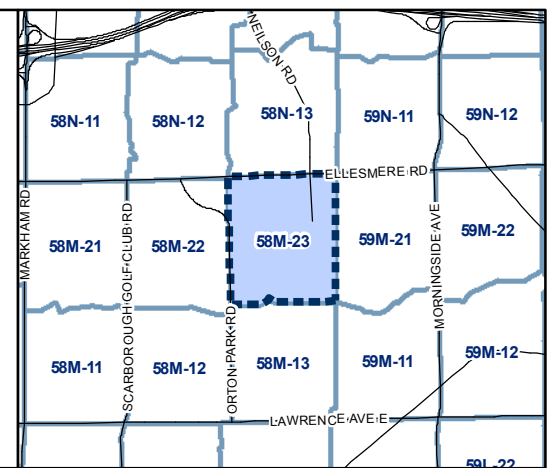 NEILSON RD
58N-11
58N-12
58N-13
59N-11
59N-12
ELLESMERE RD
MARKHAM RD
SCARBOROUGH GOLF CLUB RD
58M-21
58M-22
58M-23
59M-21
59M-22
MORNINGSIDE AVE
ORTON PARK RD
58M-11
58M-12
58M-13
59M-11
59M-12
LAWRENCE AVE E
59L-22